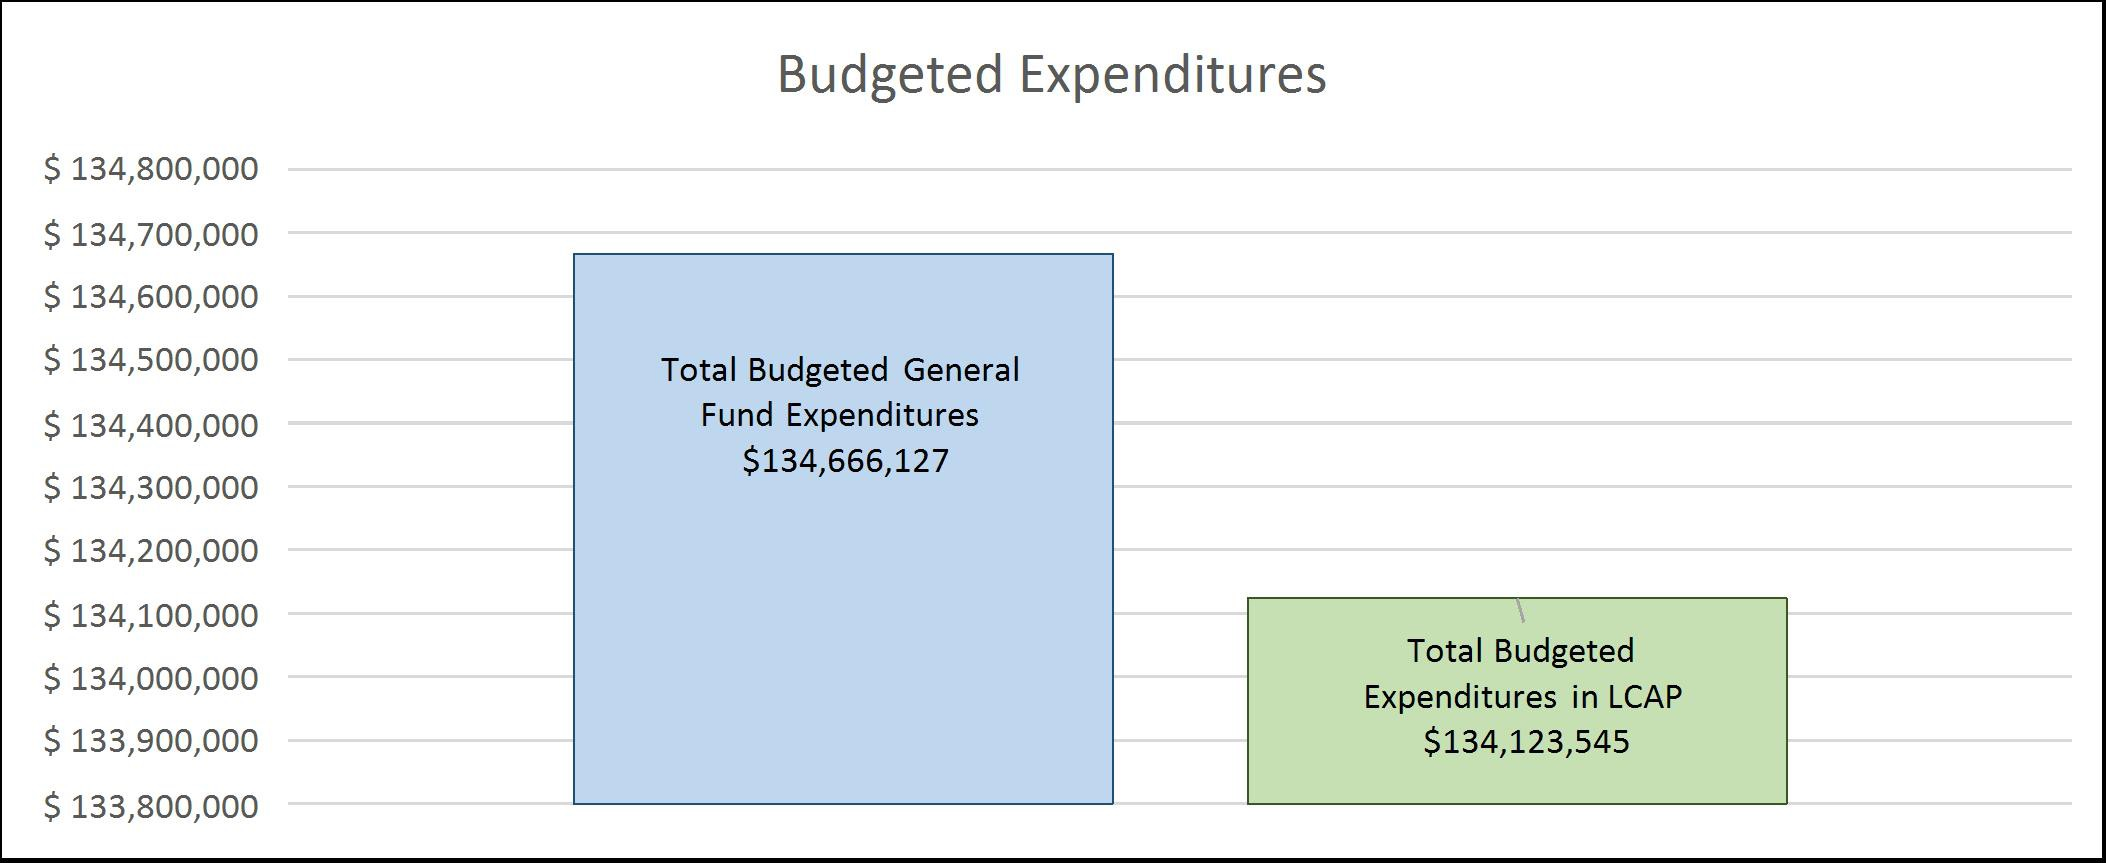 Budgeted Expenditures
$ 134,800,000
$ 134,700,000
$ 134,600,000
$ 134,500,000
$ 134,400,000
$ 134,300,000
$ 134,200,000
$ 134,100,000
$ 134,000,000
$ 133,900,000
$ 133,800,000
Total Budgeted General
Fund Expenditures
$134,666,127
Total Budgeted
Expenditures in LCAP
$134,123,545